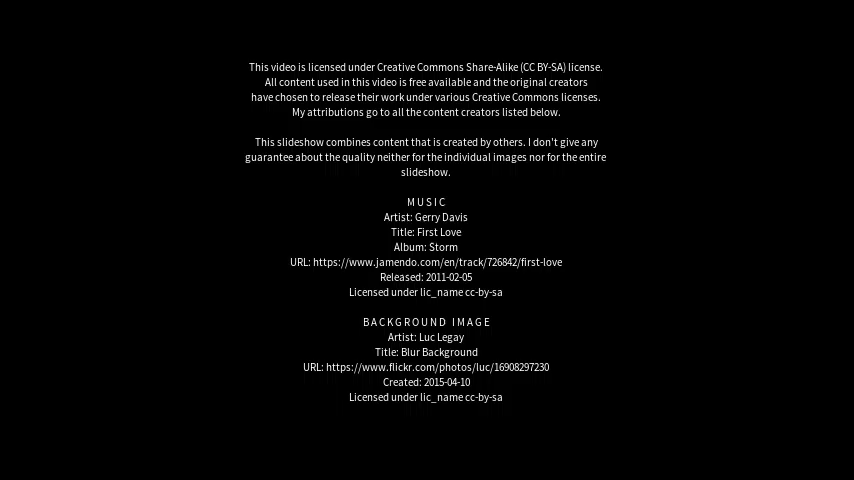 This video is licensed under Creative Commons Share-Alike (CC BY-SA) license.
All content used in this video is free available and the original creators
have chosen to release their work under various Creative Commons licenses.
My attributions go to all the content creators listed below.
This slideshow combines content that is created by others. I don't give any
guarantee about the quality neither for the individual images nor for the entire
slideshow.
M U S I C
Artist: Gerry Davis
Title: First Love
Album: Storm
URL: https://www.jamendo.com/en/track/726842/first-love
Released: 2011-02-05
Licensed under lic_name cc-by-sa
B A C K G R O U N D   I M A G E
Artist: Luc Legay
Title: Blur Background
URL: https://www.flickr.com/photos/luc/16908297230
Created: 2015-04-10
Licensed under lic_name cc-by-sa